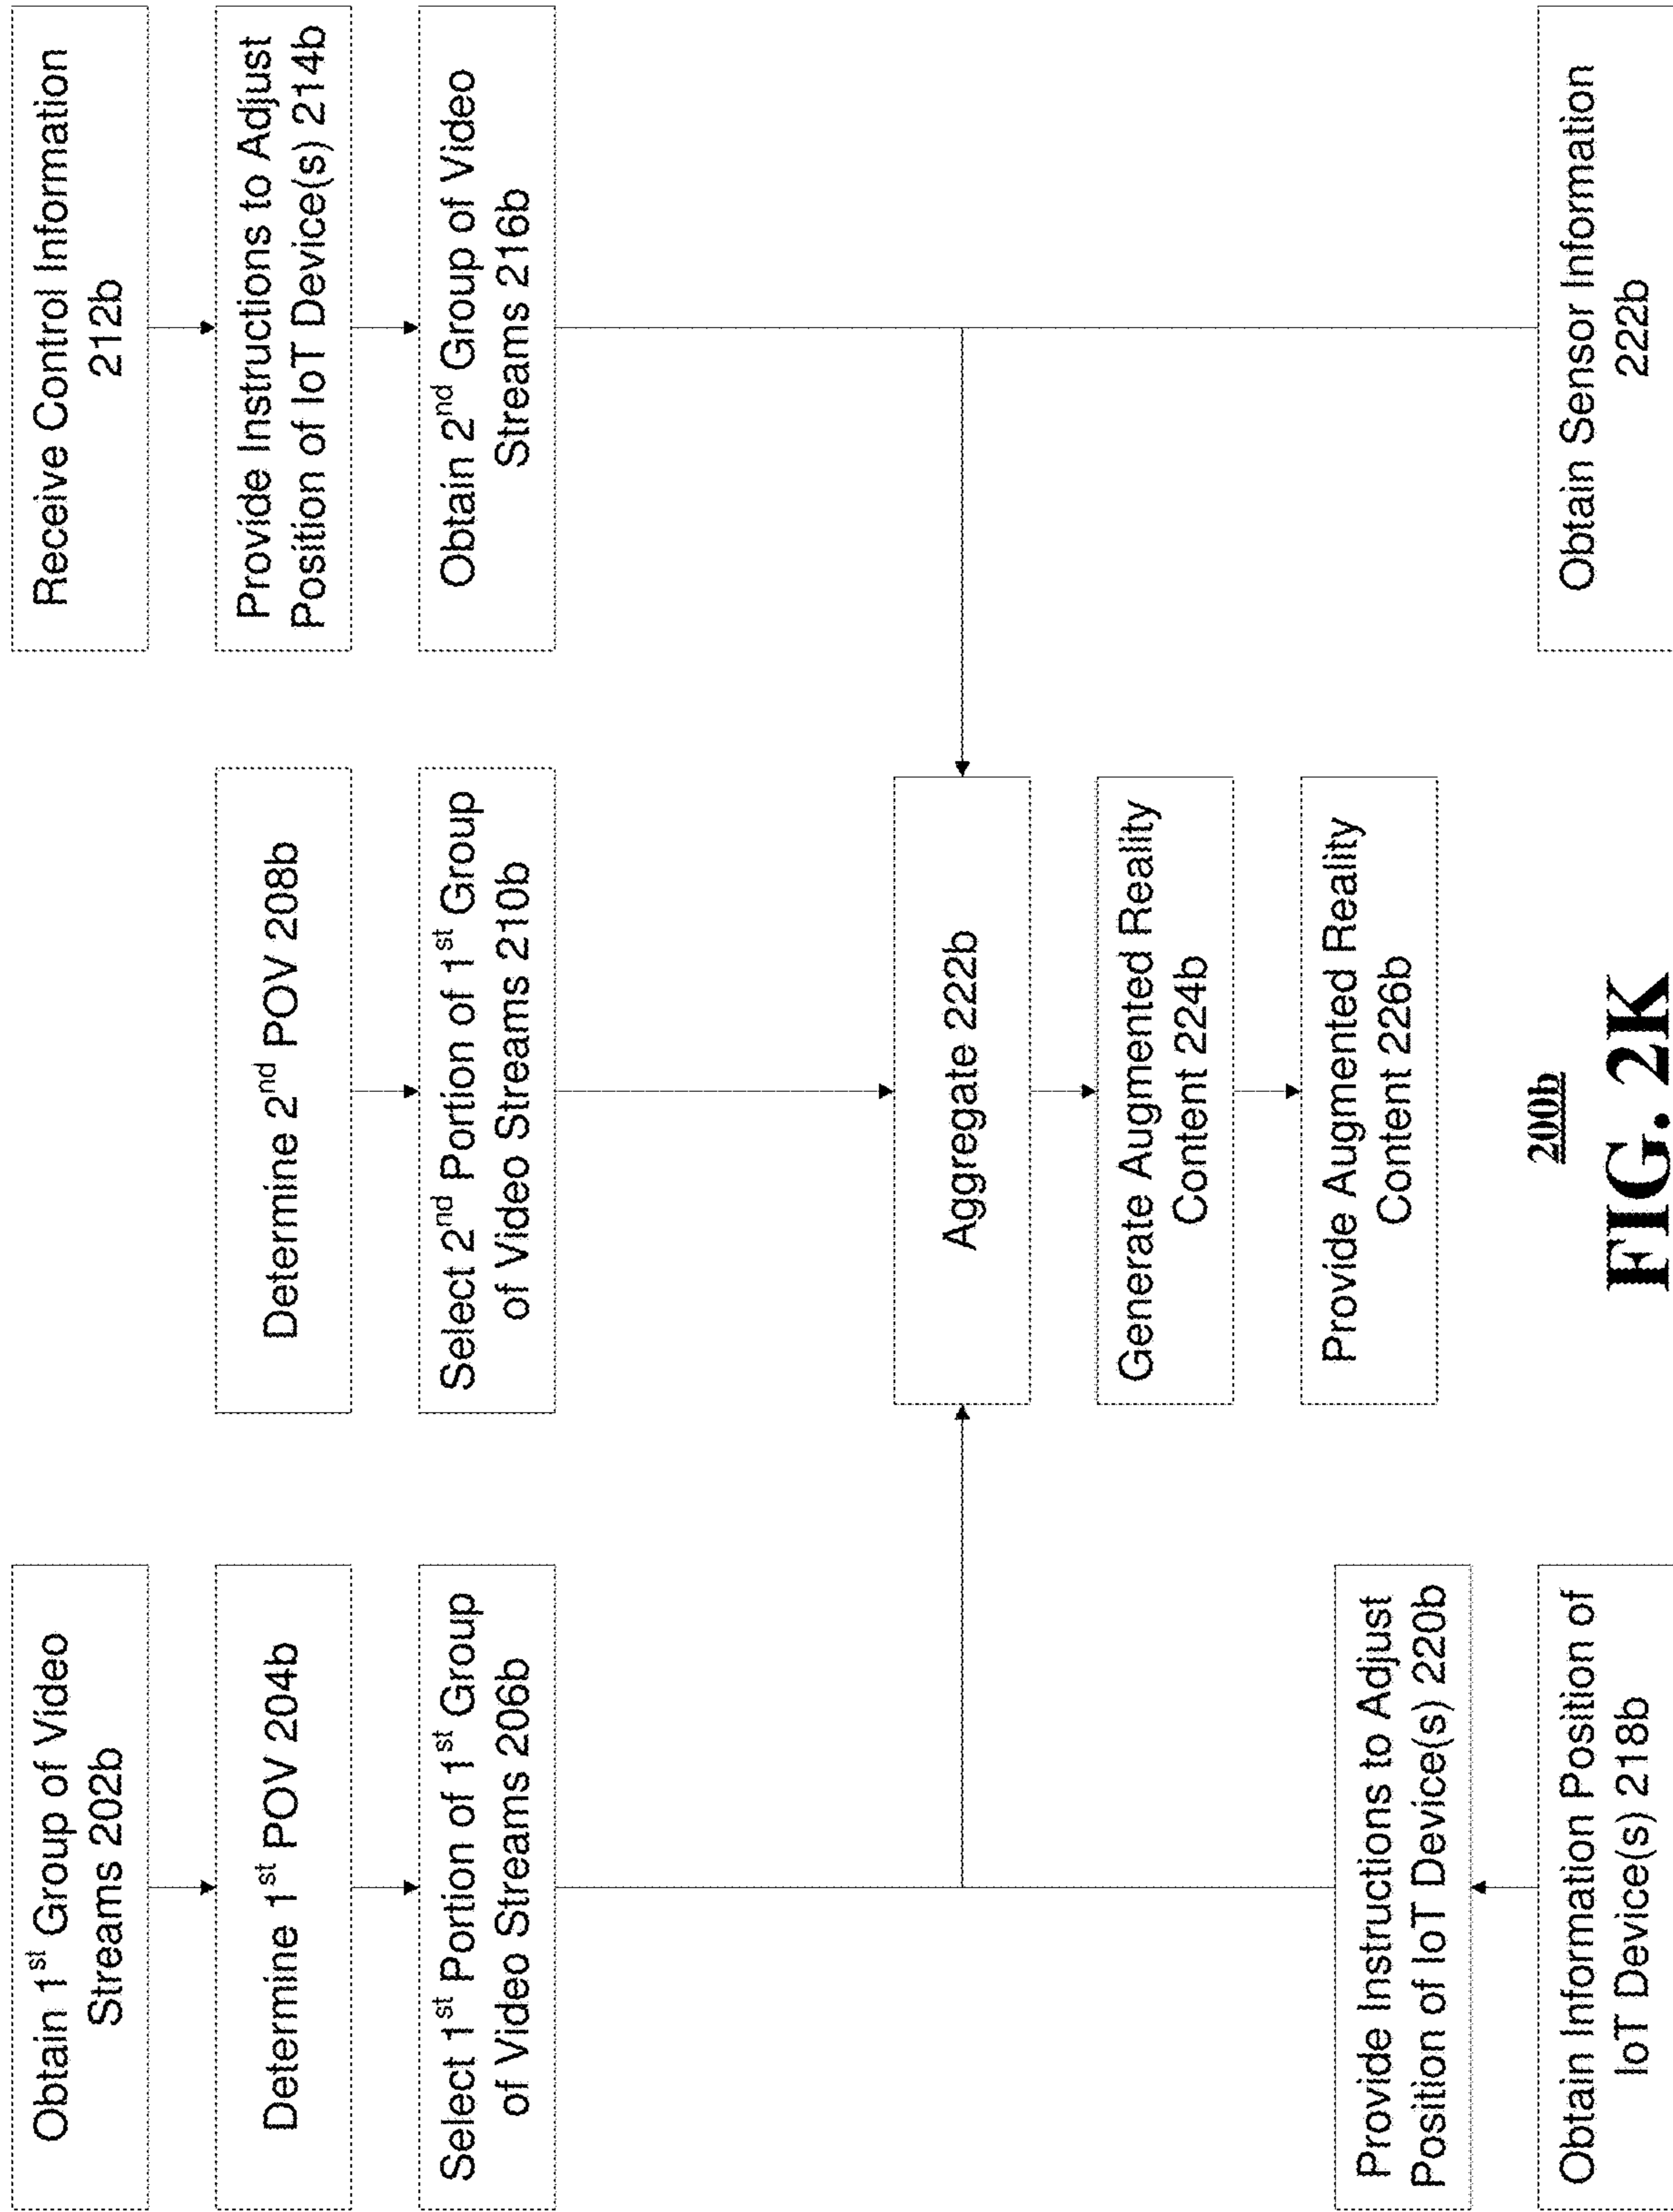 Obtain 1st Group of Video
Streams 202b
Determine 1st POV 204b
Select 1st Portion of 1st Group
of Video Streams 206b
Determine 2nd POV 208b
Select 2nd Portion of 1st Group
of Video Streams 210b
Receive Control Information
212b
Provide Instructions to Adjust
Position of IoT Device(s) 214b
Obtain 2nd Group of Video
Streams 216b
Aggregate 222b
Generate Augmented Reality
Content 224b
Provide Augmented Reality
Content 226b
Provide Instructions to Adjust
Position of IoT Device(s) 220b
Obtain Information Position of
IoT Device(s) 218b
Obtain Sensor Information
222b
200b
FIG. 2K